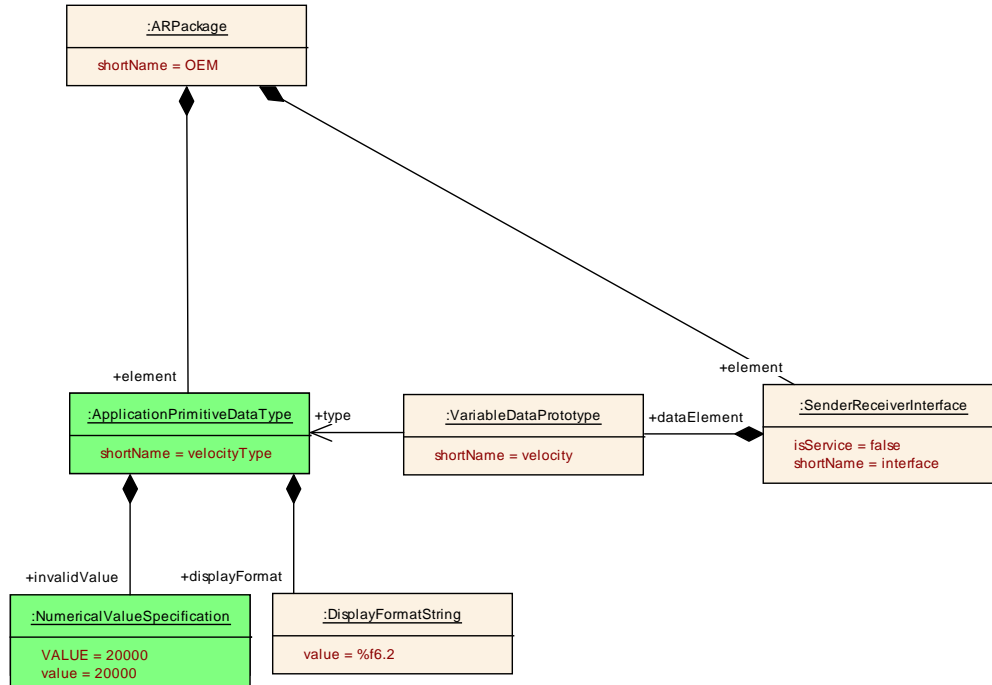 :ARPackage
shortName = OEM
+element
+element
:ApplicationPrimitiveDataType
shortName = velocityType
+type
:VariableDataPrototype
shortName = velocity
+dataElement
:SenderReceiverInterface
isService = false
shortName = interface
+invalidValue
+displayFormat
:NumericalValueSpecification
VALUE = 20000
value = 20000
:DisplayFormatString
value = %f6.2